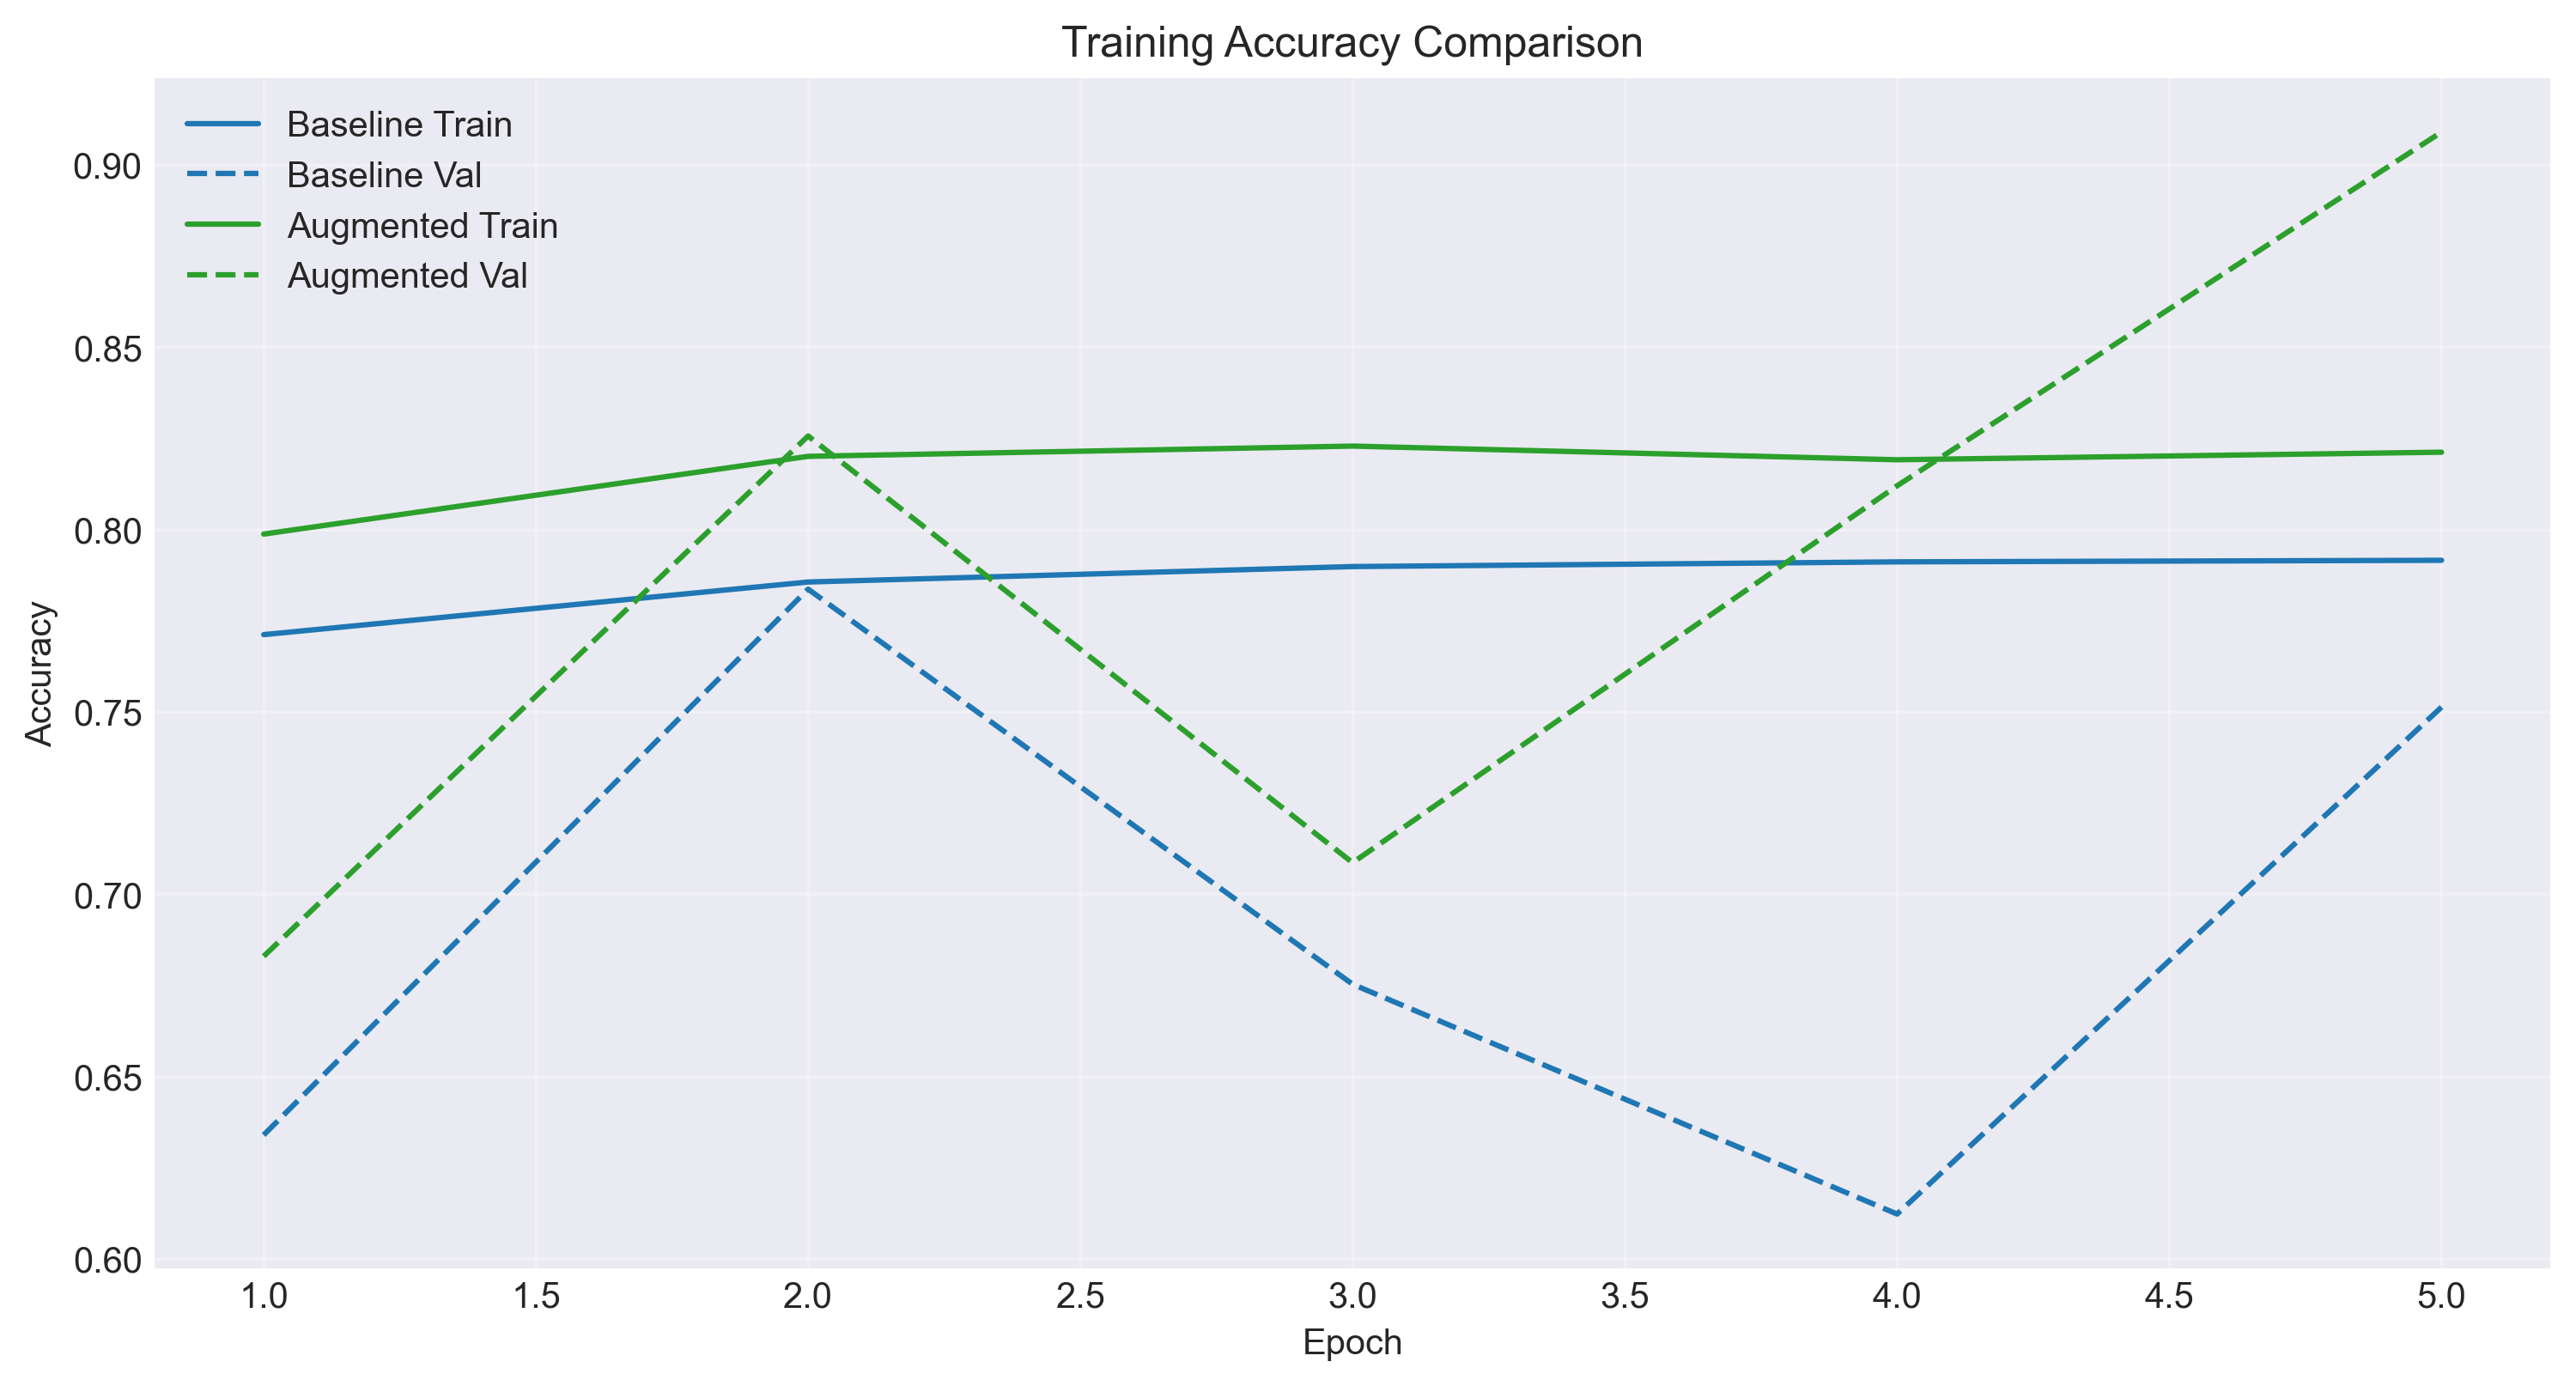 Training Accuracy Comparison
Baseline Train
Baseline Val
Augmented Train
Augmented Val
0.90
0.85
0.80
0.75
0.70
0.65
0.60
Accuracy
1.0 1.5 2.0 2.5 3.0 3.5 4.0 4.5 5.0
Epoch